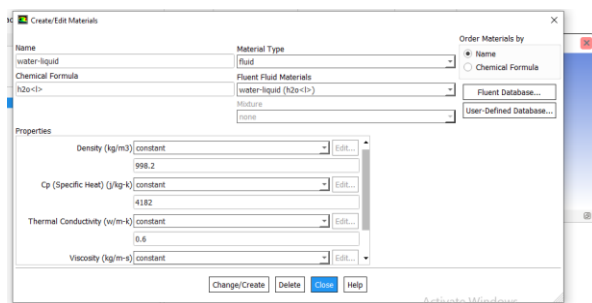 Create/Edit Materials
Name
water-liquid
Material Type
fluid
Order Materials by
Name
Chemical Formula
Chemical Formula
h2o<l>
Fluent Fluid Materials
water-liquid (h2o<l>)
Mixture
none
Fluent Database...
User-Defined Database...
Properties
Density (kg/m3) constant Edit...
998.2
Cp (Specific Heat) (j/kg-k) constant Edit...
4182
Thermal Conductivity (w/m-k) constant Edit...
0.6
Viscosity (kg/m-s) constant Edit...
Change/Create Delete Close Help
Activate Windows